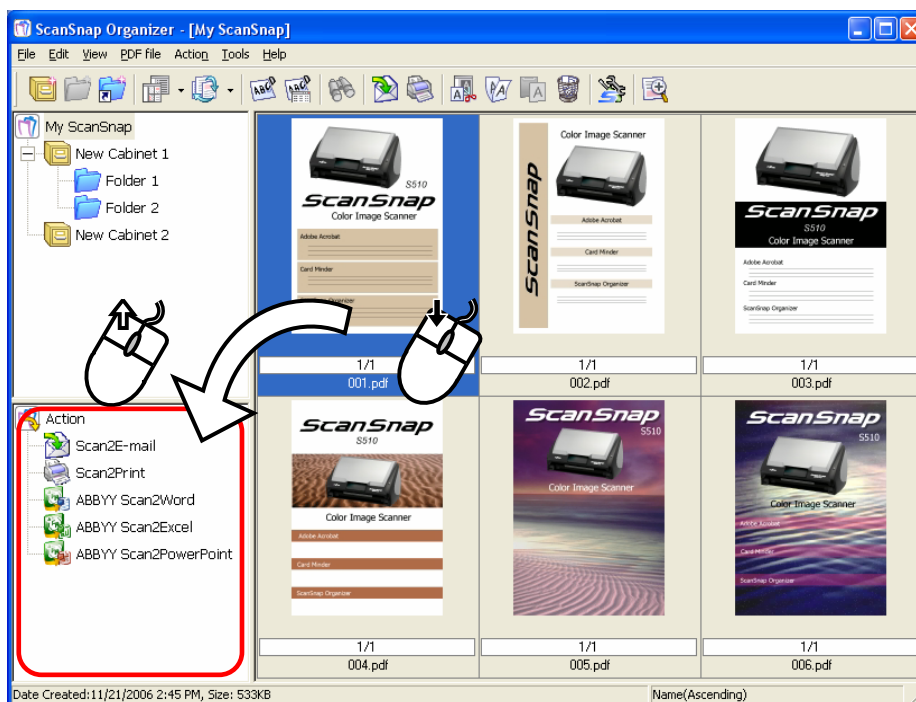 ScanSnap Organizer - [My ScanSnap]
File Edit View PDF file Action Tools Help
My ScanSnap
New Cabinet 1
Folder 1
Folder 2
New Cabinet 2
S510
ScanSnap
Color Image Scanner
Adobe Acrobat
Card Minder
Organizer
1/1
001.pdf
Color Image Scanner
ScanSnap
Adobe Acrobat
Card Minder
ScanSnap Organizer
1/1
002.pdf
ScanSnap
S510
Color Image Scanner
Adobe Acrobat
Card Minder
ScanSnap Organizer
1/1
003.pdf
Action
Scan2E-mail
Scan2Print
ABBYY Scan2Word
ABBYY Scan2Excel
ABBYY Scan2PowerPoint
ScanSnap
S510
Color Image Scanner
Adobe Acrobat
Card Minder
ScanSnap Organizer
1/1
004.pdf
ScanSnap
S510
Color Image Scanner
1/1
005.pdf
ScanSnap
S510
Color Image Scanner
Adobe Acrobat
Card Minder
ScanSnap Organizer
1/1
006.pdf
Date Created:11/21/2006 2:45 PM, Size: 533KB
Name(Ascending)